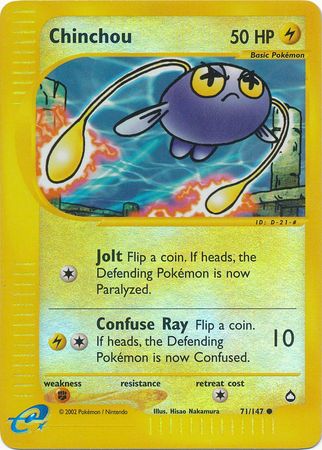 Chinchou
50 HP
Basic Pokémon
ID: D-21-#
Jolt Flip a coin. If heads, the
Defending Pokémon is now
Paralyzed.
Confuse Ray Flip a coin.
If heads, the Defending
Pokémon is now Confused.
10
weakness
resistance
retreat cost
e
© 2002 Pokémon / Nintendo
Illus. Hisao Nakamura
71/147